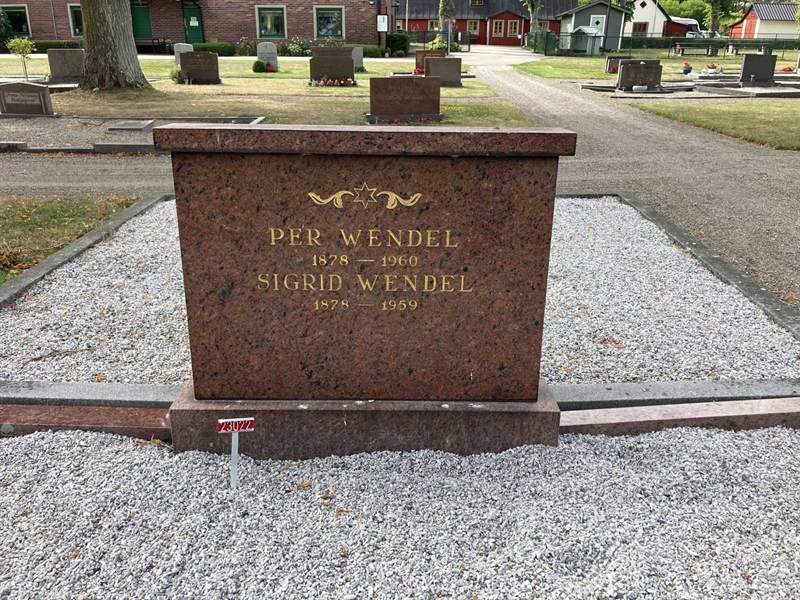 PER WENDEL
1878 — 1960
SIGRID WENDEL
1878 — 1959
23022